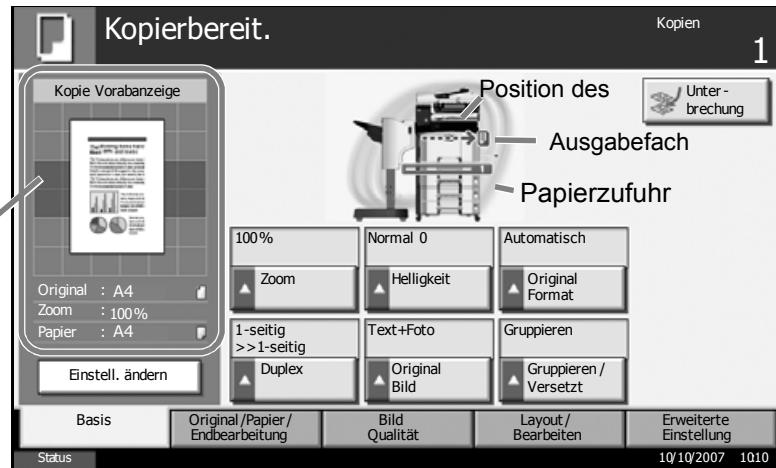 Kopierbereit.
Kopien
1
Kopie Vorabanzeige
Original : A4
Zoom : 100%
Papier : A4
Einstell. ändern
Position des
Ausgabefach
Papierzufuhr
Unter-
brechung
100%
Zoom
Normal 0
Helligkeit
Automatisch
Original
Format
1-seitig
>>1-seitig
Duplex
Text+Foto
Original
Bild
Gruppieren
Gruppieren /
Versetzt
Basis
Original/Papier/
Endbearbeitung
Bild
Qualität
Layout/
Bearbeiten
Erweiterte
Einstellung
Status
10/10/2007 1010